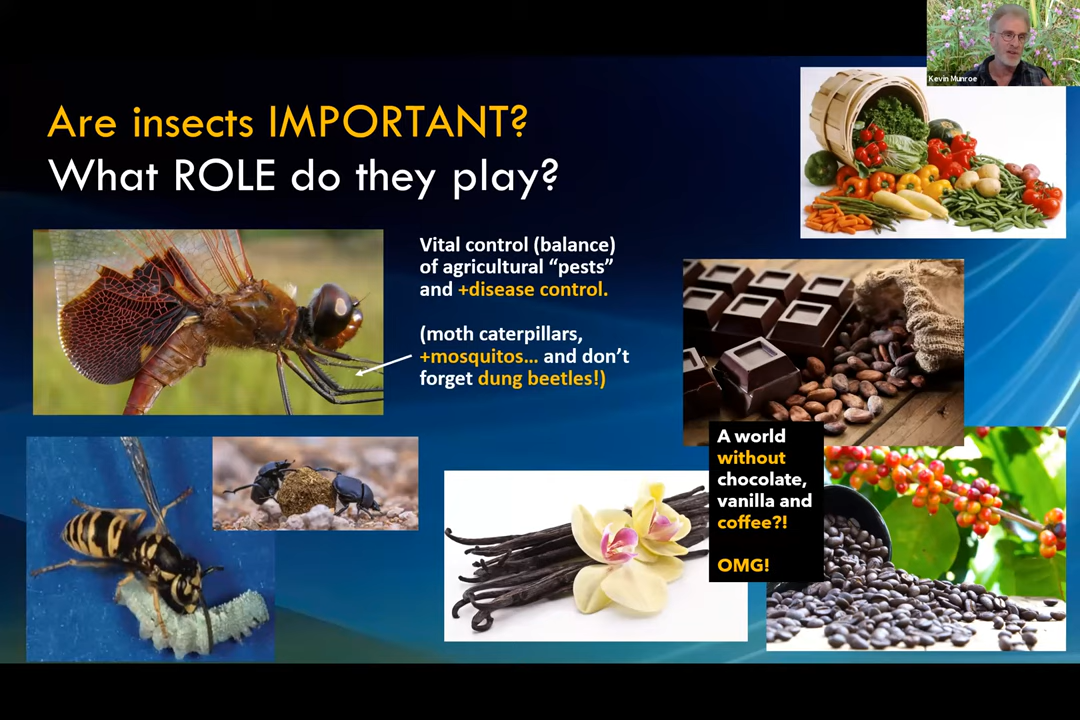 Kevin Munroe
Are insects IMPORTANT?
What ROLE do they play?
Vital control (balance)
of agricultural “pests”
and +disease control.
(moth caterpillars,
+mosquitos... and don’t
forget dung beetles!)
A world
without
chocolate,
vanilla and
coffee?!
OMG!